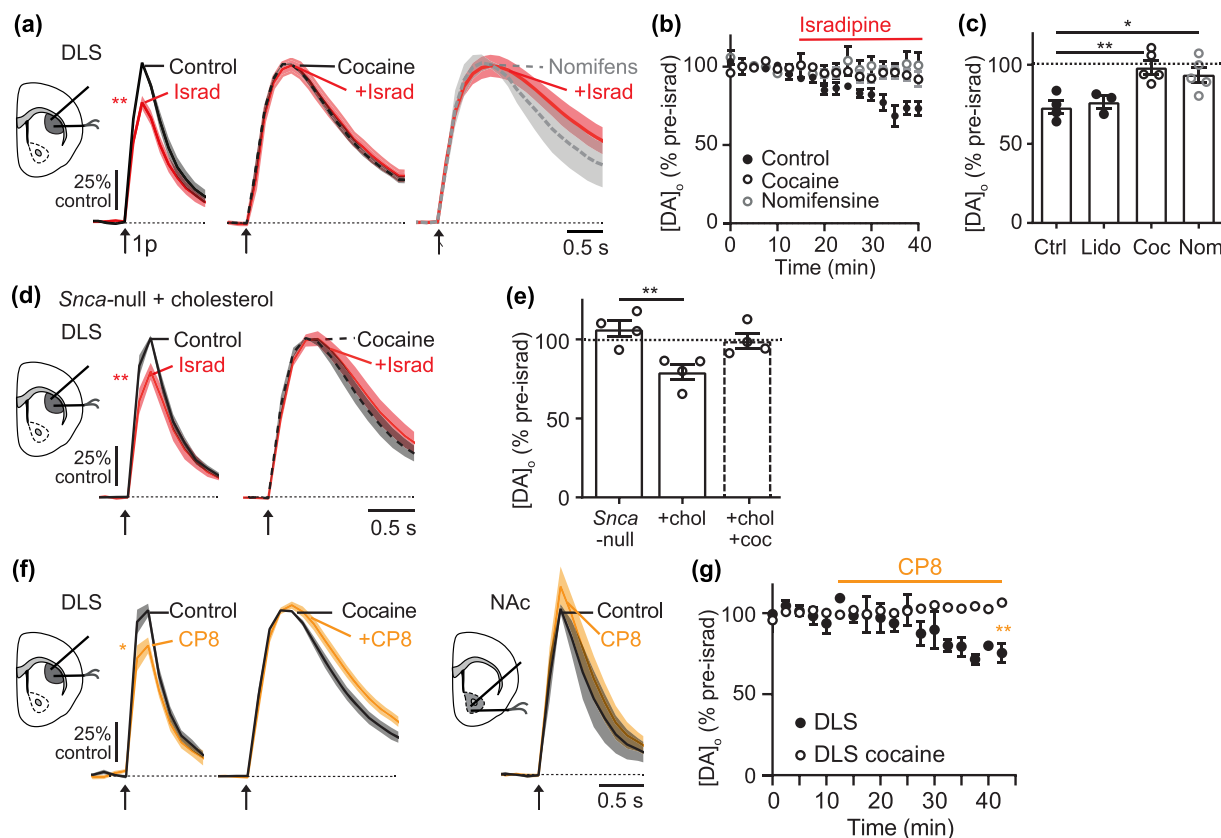 (a)
DLS
Control
Israd
**
25%
control
1p
Cocaine
+Israd
Nomifens
+Israd
0.5 s
(b)
Isradipine
[DA]o (% pre-israd)
100
50
0
Control
Cocaine
Nomifensine
0 10 20 30 40
Time (min)
(c)
*
**
[DA]o (% pre-israd)
100
50
0
Ctrl Lido Coc Nom
(d)
Snca-null + cholesterol
DLS
Control
Israd
**
25%
control
Cocaine
+Israd
0.5 s
(e)
**
[DA]o (% pre-israd)
100
50
0
Snca +chol +chol
-null +coc
(f)
DLS
Control
CP8
*
25%
control
Cocaine
+CP8
NAc
Control
CP8
0.5 s
(g)
CP8
**
[DA]o (% pre-israd)
100
50
0
DLS
DLS cocaine
0 10 20 30 40
Time (min)